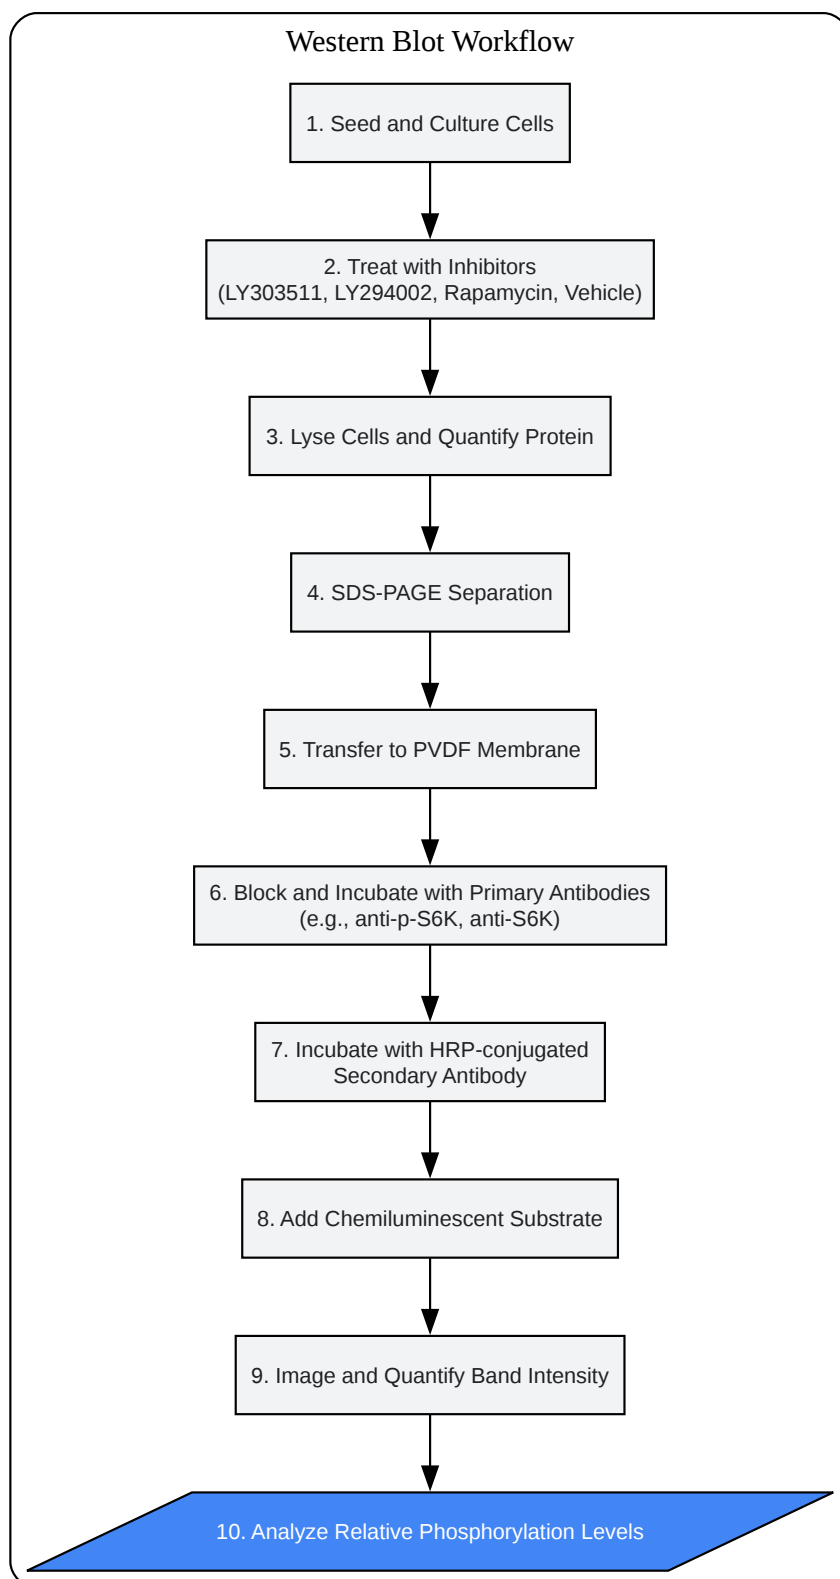 Western Blot Workflow
1. Seed and Culture Cells
2. Treat with Inhibitors
(LY303511, LY294002, Rapamycin, Vehicle)
3. Lyse Cells and Quantify Protein
4. SDS-PAGE Separation
5. Transfer to PVDF Membrane
6. Block and Incubate with Primary Antibodies
(e.g., anti-p-S6K, anti-S6K)
7. Incubate with HRP-conjugated
Secondary Antibody
8. Add Chemiluminescent Substrate
9. Image and Quantify Band Intensity
10. Analyze Relative Phosphorylation Levels